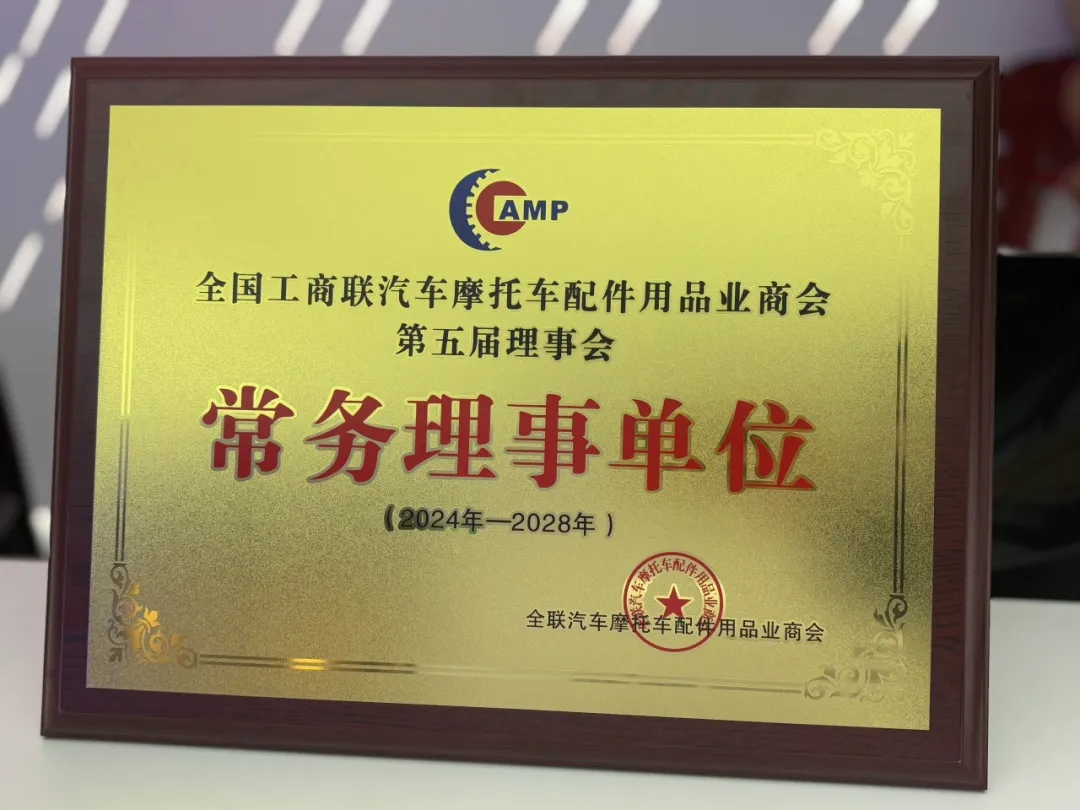 CAMP
全国工商联汽车摩托车配件用品业商会
第五届理事会
常务理事单位
(2024年—2028年)
全联汽车摩托车配件用品业商会